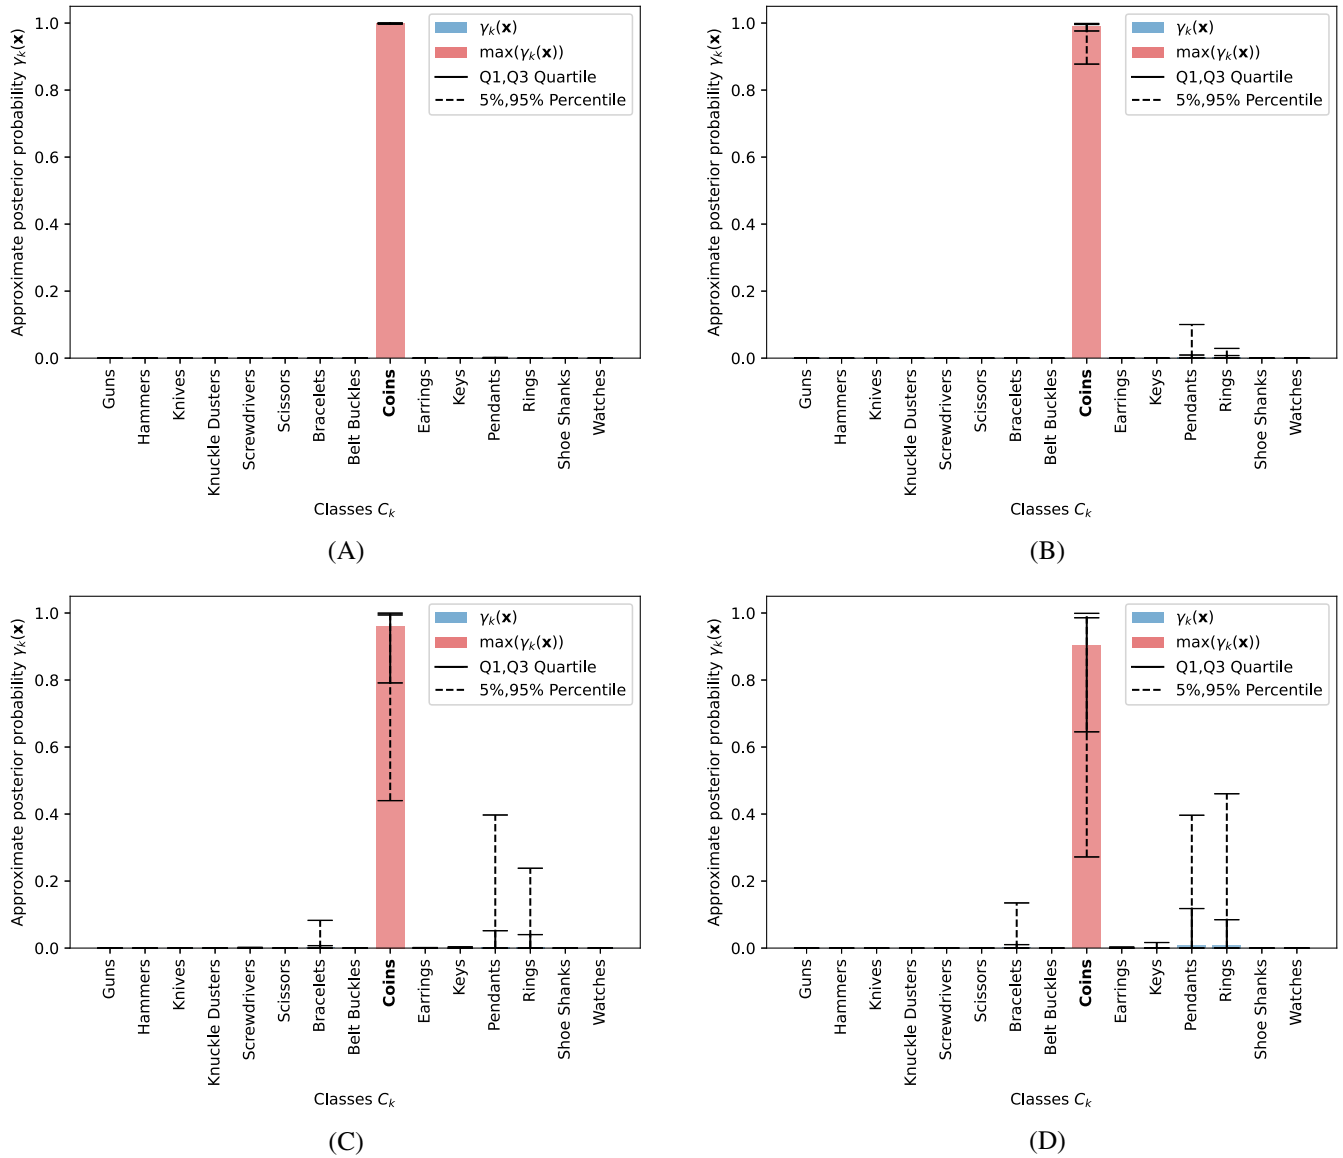 Approximate posterior probability γk(x)
1.0
0.8
0.6
0.4
0.2
0.0
γk(x)
max(γk(x))
Q1,Q3 Quartile
5%,95% Percentile
Guns
Hammers
Knives
Knuckle Dusters
Screwdrivers
Scissors
Bracelets
Belt Buckles
Coins
Earrings
Keys
Pendants
Rings
Shoe Shanks
Watches
Classes Ck
(A)
Approximate posterior probability γk(x)
1.0
0.8
0.6
0.4
0.2
0.0
γk(x)
max(γk(x))
Q1,Q3 Quartile
5%,95% Percentile
Guns
Hammers
Knives
Knuckle Dusters
Screwdrivers
Scissors
Bracelets
Belt Buckles
Coins
Earrings
Keys
Pendants
Rings
Shoe Shanks
Watches
Classes Ck
(B)
Approximate posterior probability γk(x)
1.0
0.8
0.6
0.4
0.2
0.0
γk(x)
max(γk(x))
Q1,Q3 Quartile
5%,95% Percentile
Guns
Hammers
Knives
Knuckle Dusters
Screwdrivers
Scissors
Bracelets
Belt Buckles
Coins
Earrings
Keys
Pendants
Rings
Shoe Shanks
Watches
Classes Ck
(C)
Approximate posterior probability γk(x)
1.0
0.8
0.6
0.4
0.2
0.0
γk(x)
max(γk(x))
Q1,Q3 Quartile
5%,95% Percentile
Guns
Hammers
Knives
Knuckle Dusters
Screwdrivers
Scissors
Bracelets
Belt Buckles
Coins
Earrings
Keys
Pendants
Rings
Shoe Shanks
Watches
Classes Ck
(D)